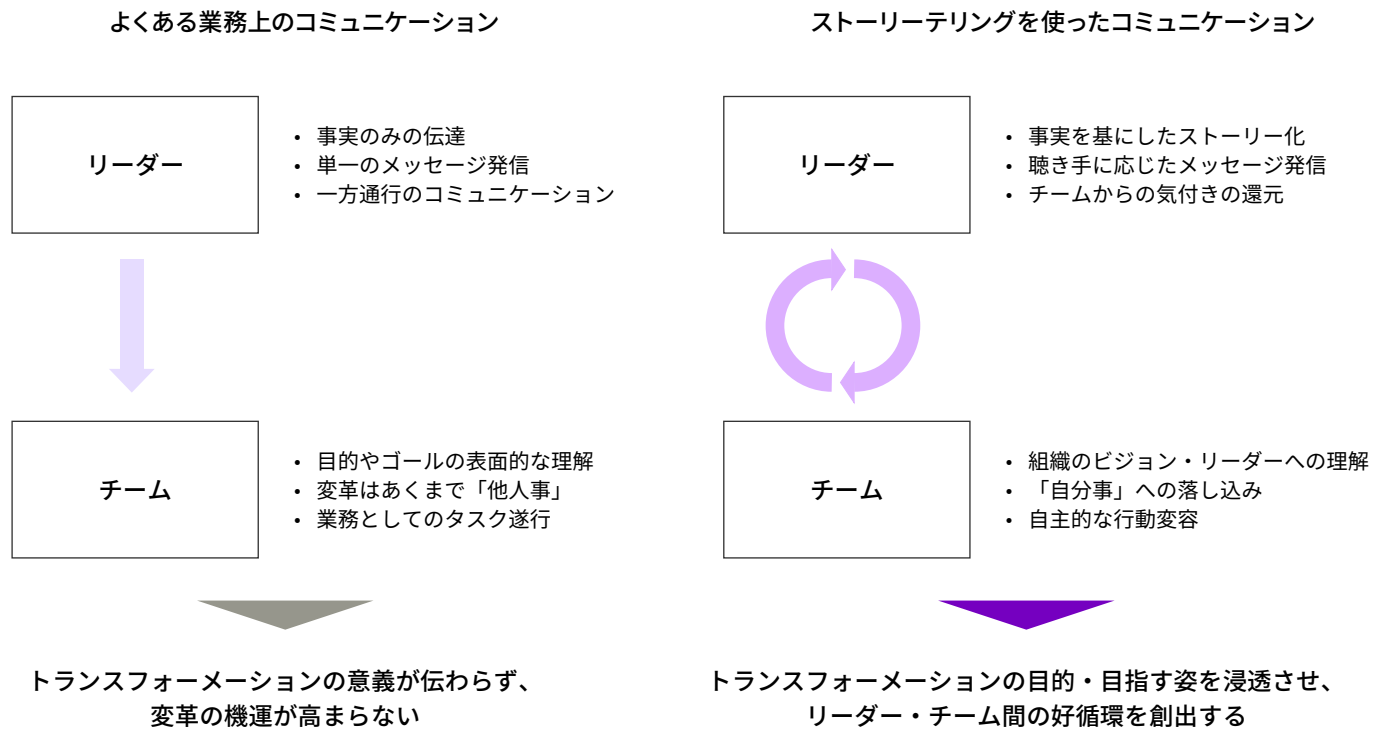 よくある業務上のコミュニケーション
リーダー
• 事実のみの伝達
• 単一のメッセージ発信
• 一方通行のコミュニケーション
チーム
• 目的やゴールの表面的な理解
• 変革はあくまで「他人事」
• 業務としてのタスク遂行
トランスフォーメーションの意義が伝わらず、
変革の機運が高まらない
ストーリーテリングを使ったコミュニケーション
リーダー
• 事実を基にしたストーリー化
• 聴き手に応じたメッセージ発信
• チームからの気付きの還元
チーム
• 組織のビジョン・リーダーへの理解
• 「自分事」への落し込み
• 自主的な行動変容
トランスフォーメーションの目的・目指す姿を浸透させ、
リーダー・チーム間の好循環を創出する